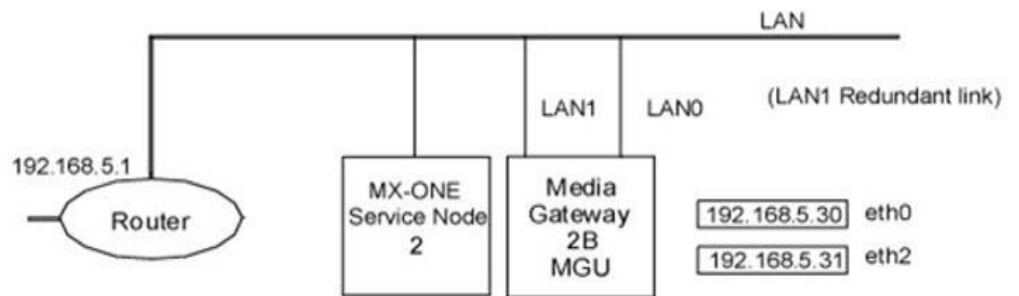 LAN
LAN1
LAN0
(LAN1 Redundant link)
192.168.5.1
Router
MX-ONE
Service Node
2
Media
Gateway
2B
MGU
192.168.5.30 eth0
192.168.5.31 eth2